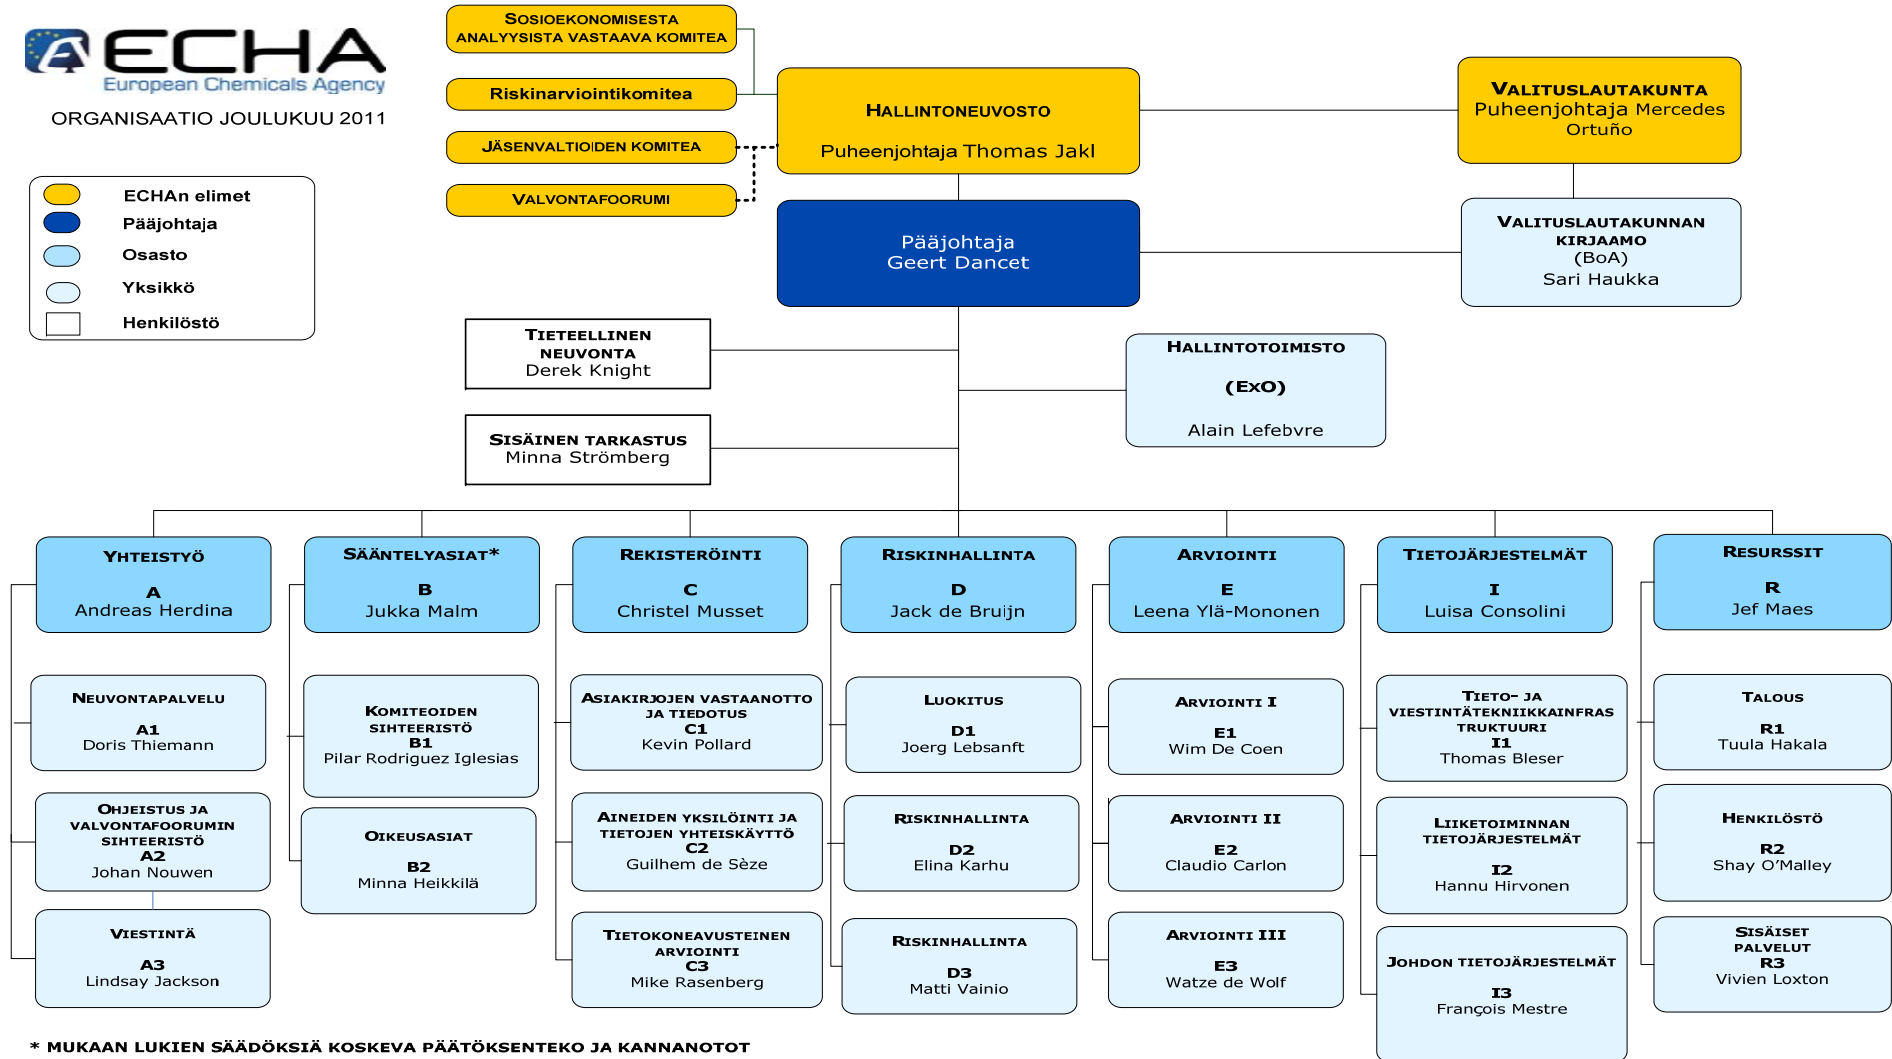 ECHA
European Chemicals Agency
ORGANISAATIO JOULUKUU 2011
ECHAn elimet
Pääjohtaja
Osasto
Yksikkö
Henkilöstö
SOSIOEKONOMISESTA
ANALYYSISTA VASTAAVA KOMITEA
Riskinarviointikomitea
JÄSENVALTIOIDEN KOMITEA
VALVONTAFOORUMI
HALLINTONEUVOSTO
Puheenjohtaja Thomas Jakl
VALITUSLAUTAKUNTA
Puheenjohtaja Mercedes
Ortuño
Pääjohtaja
Geert Dancet
VALITUSLAUTAKUNNAN
KIRJAAMO
(BoA)
Sari Haukka
TIETEELLINEN
NEUVONTA
Derek Knight
HALLINTOTOIMISTO
(EXO)
Alain Lefebvre
SISÄINEN TARKASTUS
Minna Strömberg
YHTEISTYÖ
A
Andreas Herdina
NEUVONTAPALVELU
A1
Doris Thiemann
OHJEISTUS JA
VALVONTAFOORUMIN
SIHTEERISTÖ
A2
Johan Nouwen
VIESTINTÄ
A3
Lindsay Jackson
SÄÄNTELYASIAT*
B
Jukka Malm
KOMITEOIDEN
SIHTEERISTÖ
B1
Pilar Rodriguez Iglesias
OIKEUSASIAT
B2
Minna Heikkilä
REKISTERÖINTI
C
Christel Musset
ASIAKIRJOJEN VASTAANOTTO
JA TIEDOTUS
C1
Kevin Pollard
AINEIDEN YKSILÖINTI JA
TIETOJEN YHTEISKÄYTTÖ
C2
Guilhem de Sèze
TIETOKONEAVUSTEINEN
ARVIOINTI
C3
Mike Rasenberg
RISKINHALLINTA
D
Jack de Bruijn
LUOKITUS
D1
Joerg Lebsanft
RISKINHALLINTA
D2
Elina Karhu
RISKINHALLINTA
D3
Matti Vainio
ARVIOINTI
E
Leena Ylä-Mononen
ARVIOINTI I
E1
Wim De Coen
ARVIOINTI II
E2
Claudio Carlon
ARVIOINTI III
E3
Watze de Wolf
TIETOJÄRJESTELMÄT
I
Luisa Consolini
TIETO- JA
VIESTINTÄTEKNIIKKAINFRAS
TRUKTUURI
I1
Thomas Bleser
LIIKETOIMINNAN
TIETOJÄRJESTELMÄT
I2
Hannu Hirvonen
JOHDON TIETOJÄRJESTELMÄT
I3
François Mestre
RESURSSIT
R
Jef Maes
TALOUS
R1
Tuula Hakala
HENKILÖSTÖ
R2
Shay O'Malley
SISÄISET
PALVELUT
R3
Vivien Loxton
* MUKAAN LUKIEN SÄÄDÖKSIÄ KOSKEVA PÄÄTÖKSENTEKO JA KANNANOTOT